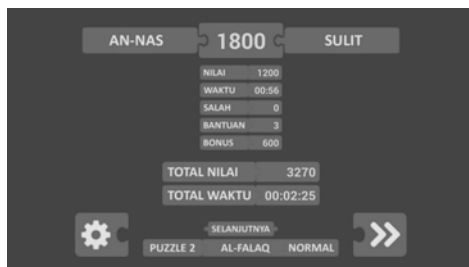 AN-NAS 1800 SULIT
NILAI 1200
WAKTU 00:56
SALAH 0
BANTUAN 3
BONUS 600
TOTAL NILAI 3270
TOTAL WAKTU 00:02:25
SELANJUTNYA
PUZZLE 2 AL-FALAQ NORMAL